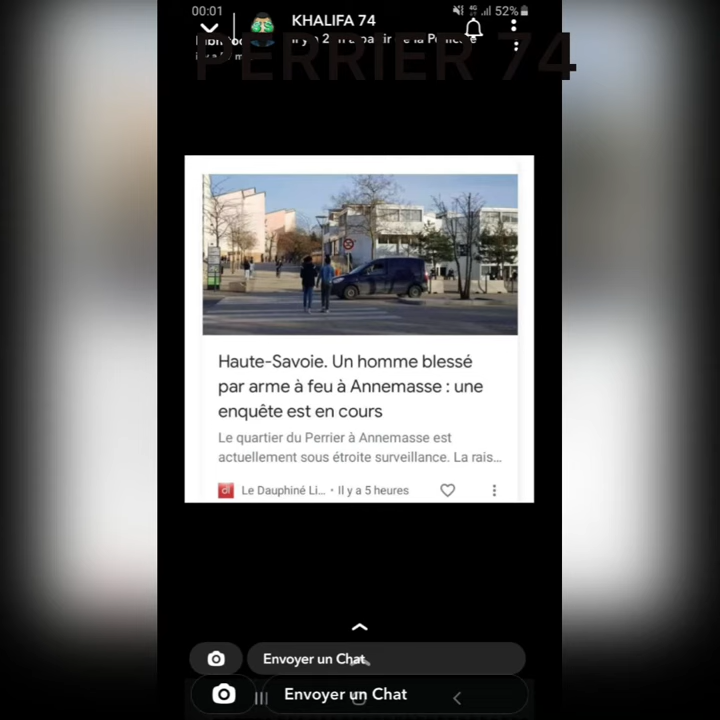 00:01
52%
KHALIFA 74
PERRIER 74
Haute-Savoie. Un homme blessé
par arme à feu à Annemasse : une
enquête est en cours
Le quartier du Perrier à Annemasse est
actuellement sous étroite surveillance. La rais...
Le Dauphiné Li... • Il y a 5 heures
Envoyer un Chat
Envoyer un Chat